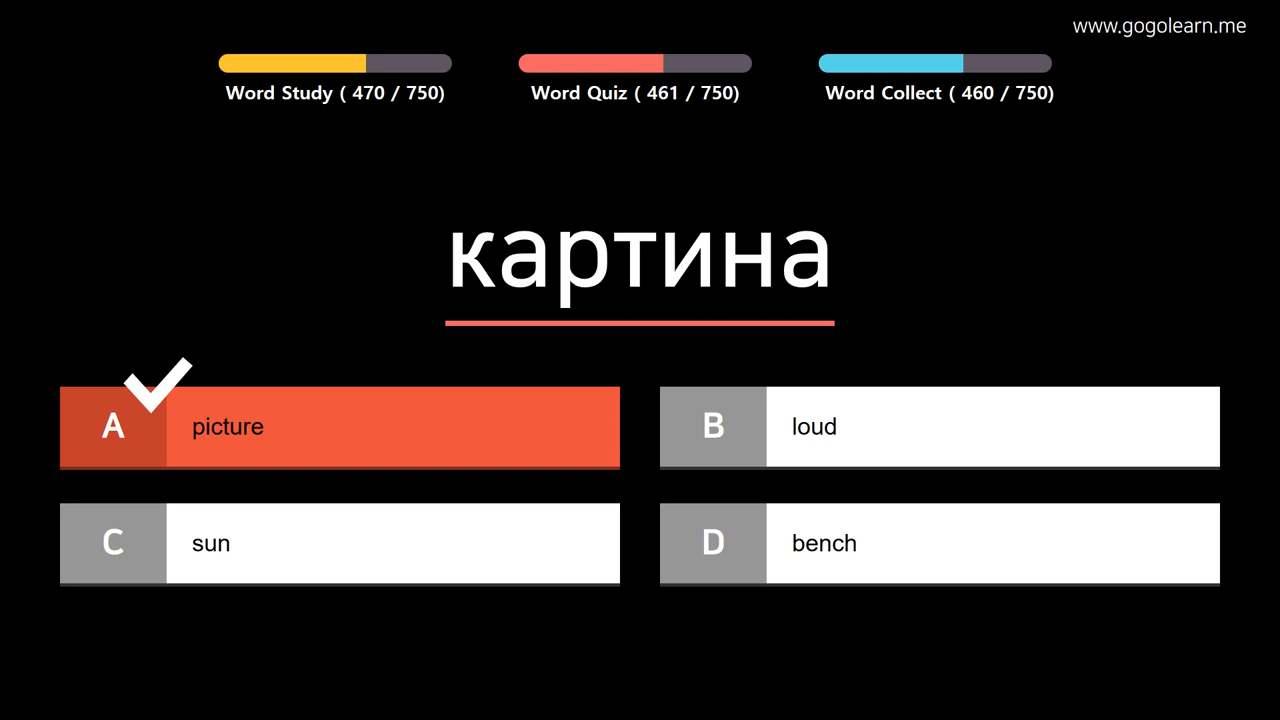 www.gogolearn.me
Word Study ( 470 / 750)
Word Quiz ( 461 / 750)
Word Collect ( 460 / 750)
картина
A picture
B loud
C sun
D bench